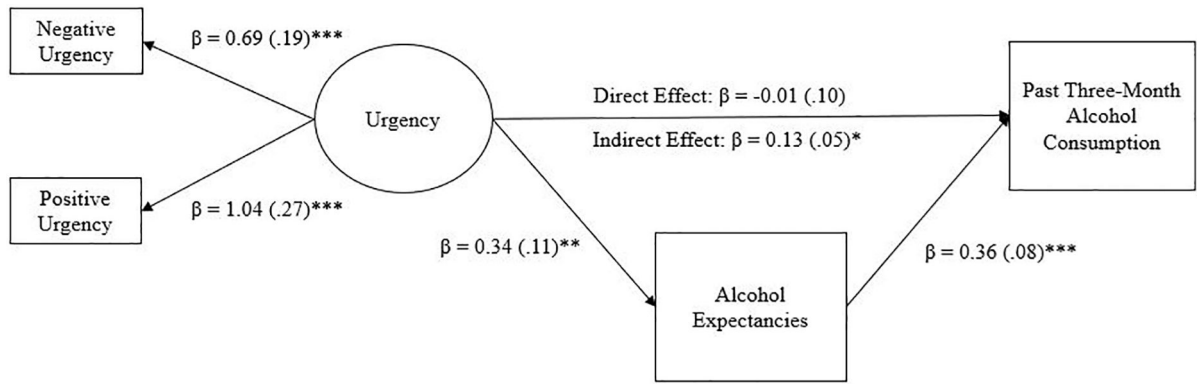 Negative
Urgency
β = 0.69 (.19)***
Urgency
Positive
Urgency
β = 1.04 (.27)***
Direct Effect: β = -0.01 (.10)
Indirect Effect: β = 0.13 (.05)*
Past Three-Month
Alcohol
Consumption
β = 0.34 (.11)**
Alcohol
Expectancies
β = 0.36 (.08)***